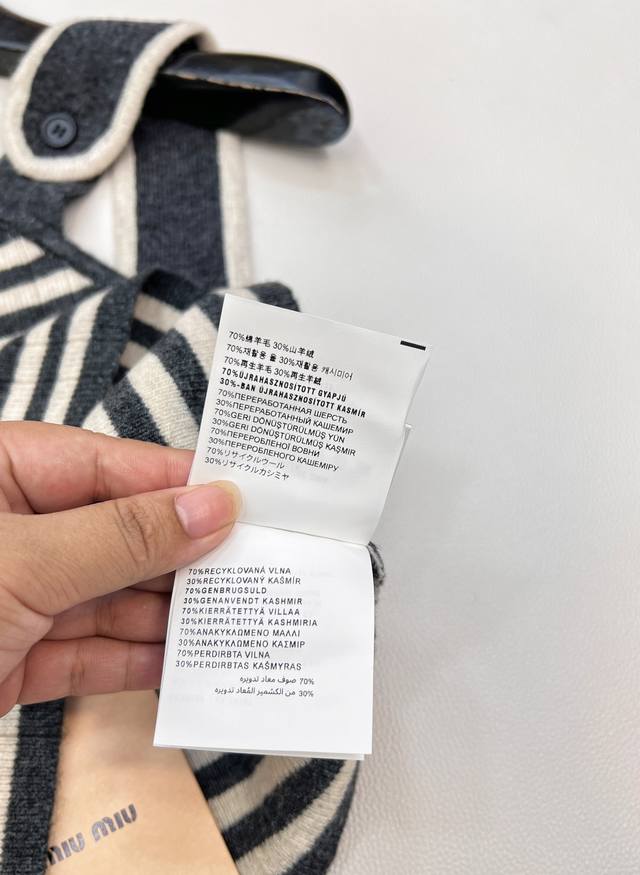 70%绵羊毛 30%山羊绒
70%재활용 울 30%재활용 캐시미어
70%再生羊毛 30%再生羊绒
70%ÚJRAHASZNOSÍTOTT GYAPJÚ
30%-BAN ÚJRAHASZNOSÍTOTT KASMÍR
70%ПЕРЕРАБОТАННАЯ ШЕРСТЬ
30%ПЕРЕРАБОТАННЫЙ КАШЕМИР
70%GERI DÖNÜŞTÜRÜLMÜŞ YÜN
30%GERI DÖNÜŞTÜRÜLMÜŞ KAŞMIR
70%ПЕРЕРОБЛЕНОЇ ВОВНИ
30%ПЕРЕРОБЛЕНОГО КАШЕМІРУ
70%リサイクルウール
30%リサイクルカシミヤ
70%RECYKLOVANÁ VLNA
30%RECYKLOVANÝ KAŠMÍR
70%GENBRUGSULD
30%GENANVENDT KASHMIR
70%KIERRÄTETTYÄ VILLAA
30%KIERRÄTETTYÄ KASHMIRIA
70%ΑΝΑΚΥΚΛΩΜΕΝΟ ΜΑΛΛΙ
30%ΑΝΑΚΥΚΛΩΜΕΝΟ ΚΑΣΜΙΡ
70%PERDIRBTA VILNA
30%PERDIRBTAS KAŠMYRAS
70% صوف معاد تدويره
30% من الكشمير المُعاد تدويره
MIU MIU